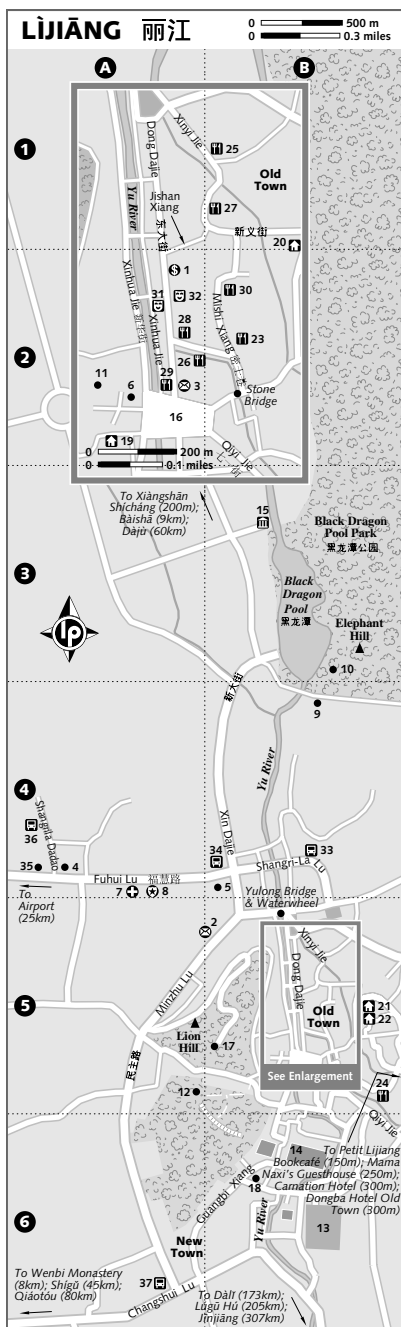 LÌJIĀNG 丽江
0 500 m
0 0.3 miles
A
B
1
Xinyi Jie
Dong Dajie
25
Yu River
Old
Town
Jishan
Xiang
27
东大街
新义街
20
1
31
32
30
Xinhua Jie 新华街
Xinhua Jie
28
Mishi Xiang
23
2
26
11
6
29
3
Stone
Bridge
16
19
Qiyi Jie
0 200 m
0 0.1 miles
To Xiàngshān
Shìchǎng (200m);
Báishā (9km);
Dàjù (60km)
15
Black Dragon
Pool Park
黑龙潭公园
3
Black
Dragon
Pool
黑龙潭
Elephant
Hill
lp
10
新大街
9
Yu River
4
Shangrila Dadao
Xin Dajie
36
34
33
35
4
Shangri-La Lu
Fuhui Lu 福慧路
7
8
5
To
Airport
(25km)
Yulong Bridge
& Waterwheel
2
Xinyi Jie
Dong Dajie
Minzhu Lu
5
Old
Town
21
22
Lion
Hill
17
民主路
See Enlargement
24
12
Qiyi Jie
14
To Petit Lijiang
Bookcafé (150m); Mama
Naxi's Guesthouse (250m);
Carnation Hotel (300m);
Dongba Hotel Old
Town (300m)
18
Guangbi Xiang
6
New
Town
Yu River
13
To Wenbi Monastery
(8km); Shígǔ (45km);
Qiáotóu (80km)
37
Changshui Lu
To Dàlǐ (173km);
Lúgū Hú (205km);
Jīnjiāng (307km)